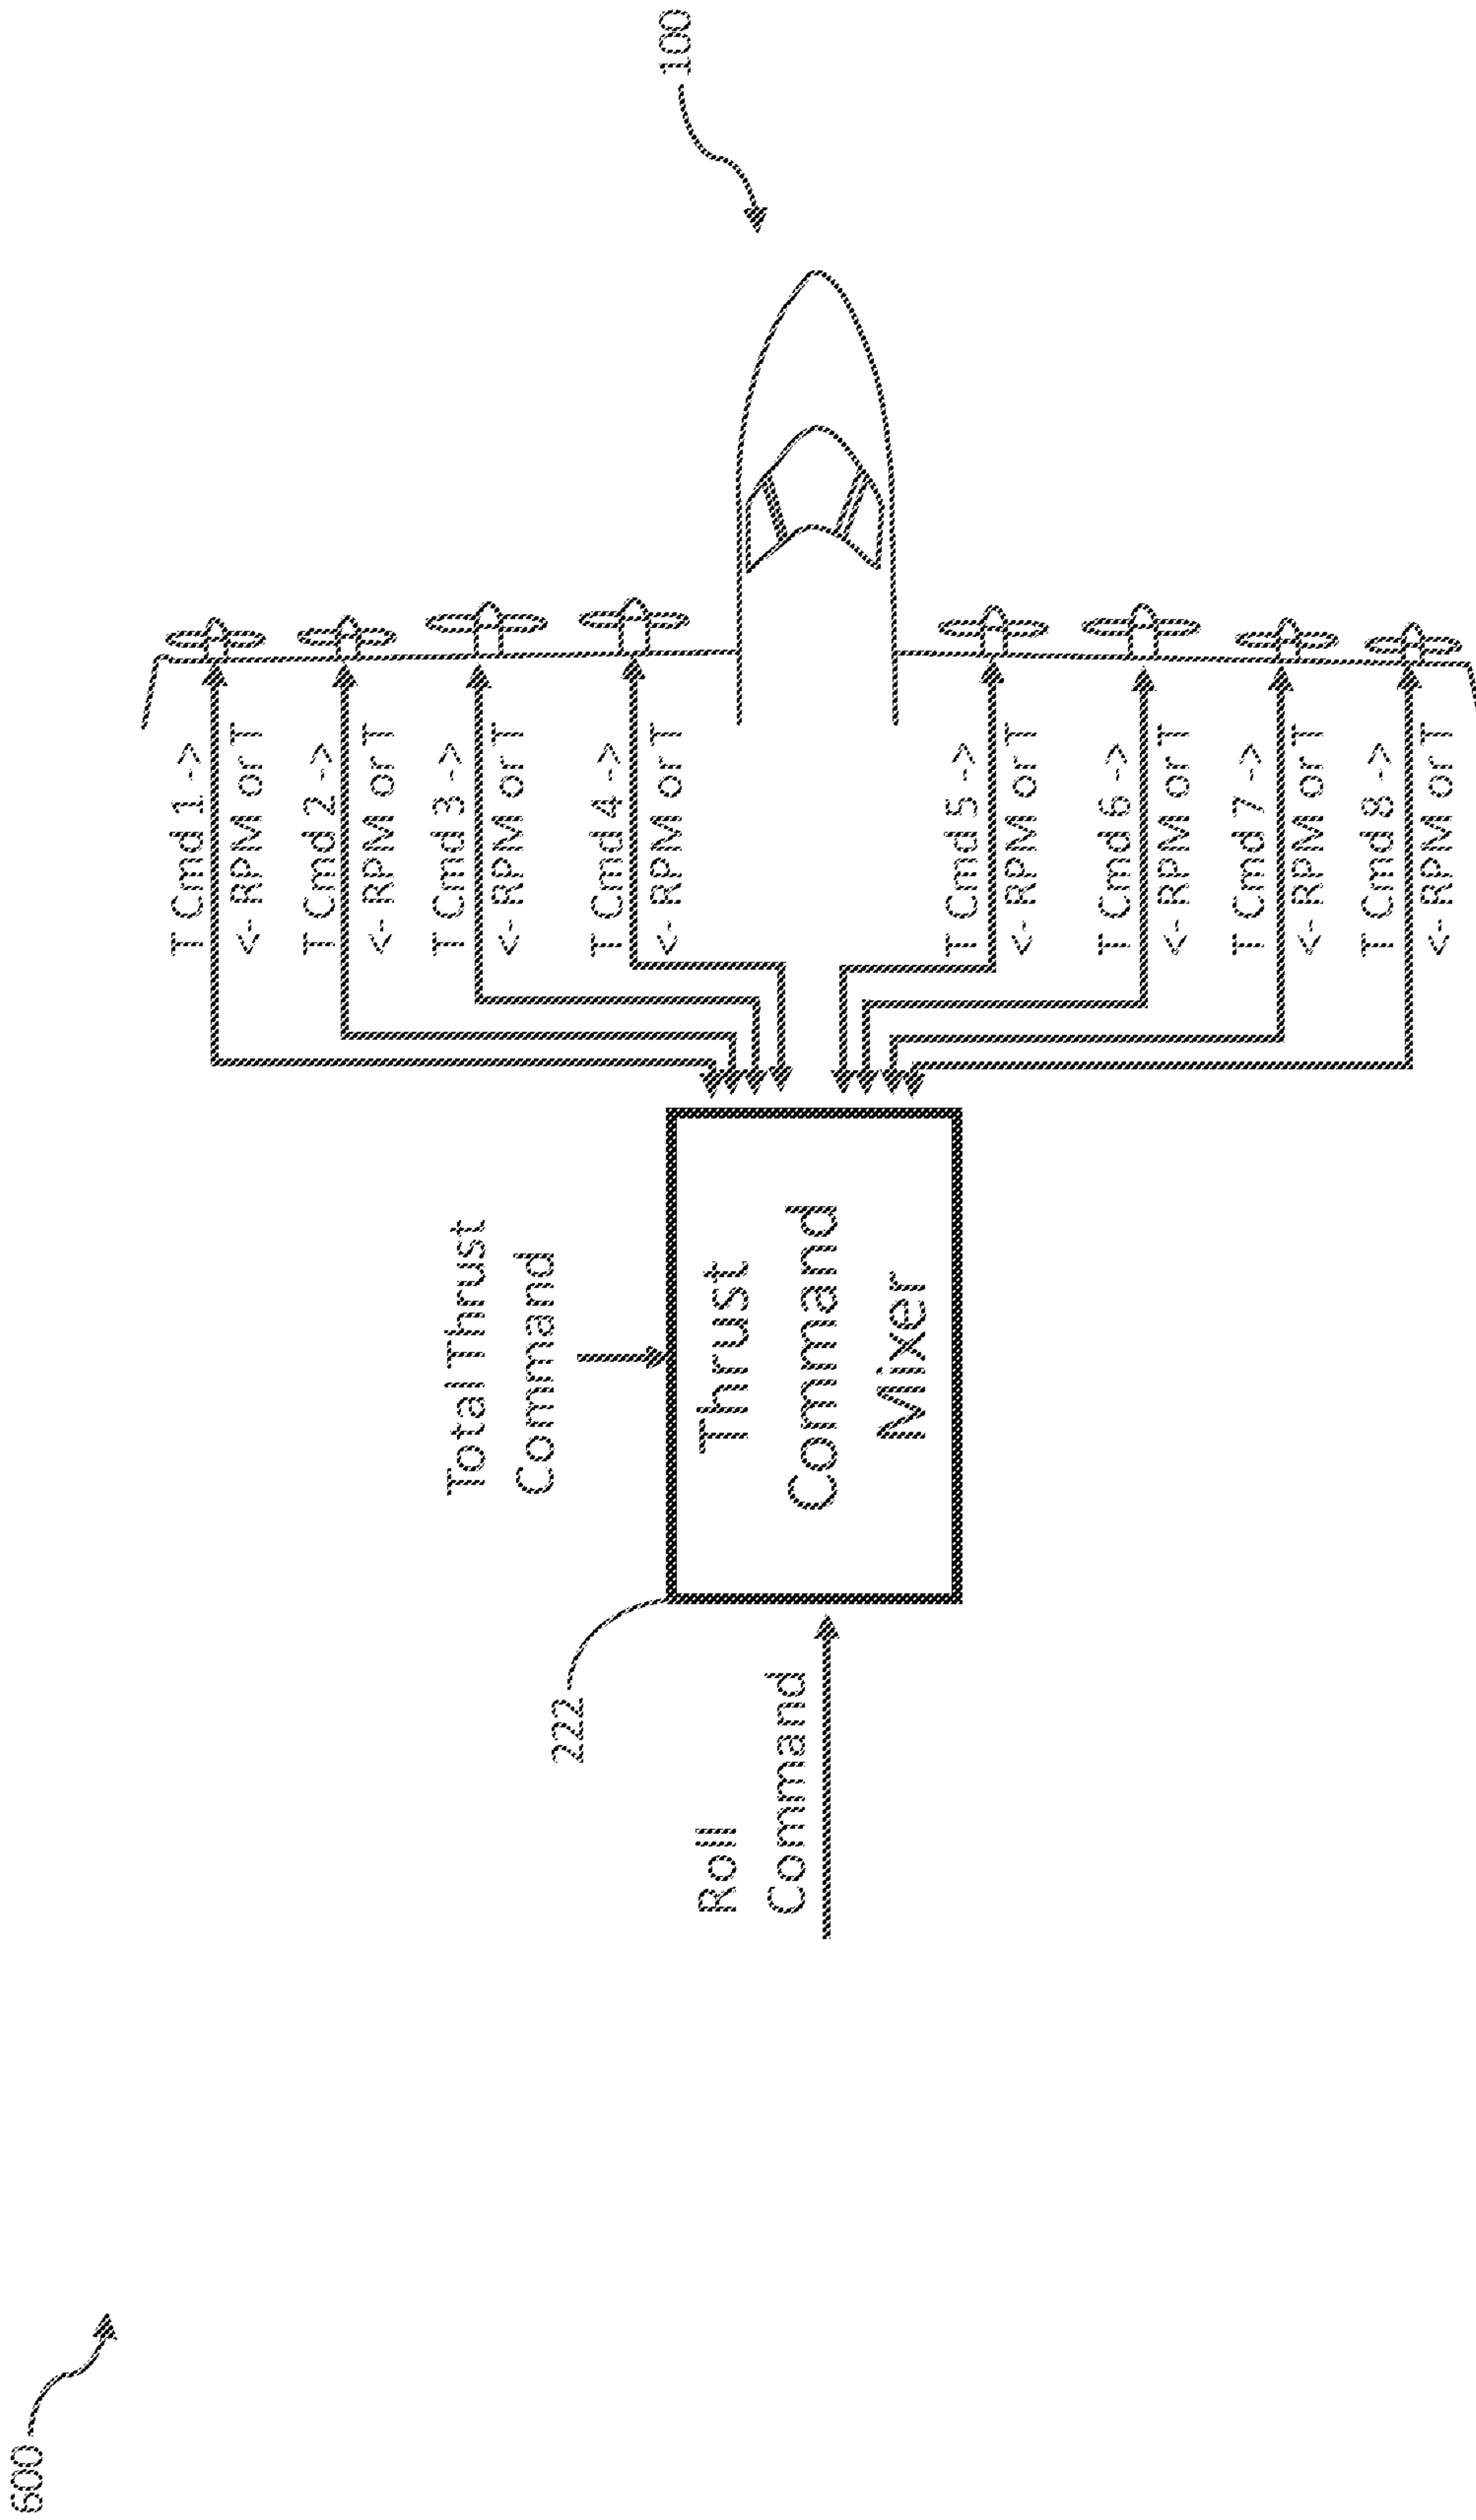 600
100
T Cmd 1 ->
<- RPM or T
T Cmd 2 ->
<- RPM or T
T Cmd 3 ->
<- RPM or T
T Cmd 4 ->
<- RPM or T
T Cmd 5 ->
<- RPM or T
T Cmd 6 ->
<- RPM or T
T Cmd 7 ->
<- RPM or T
T Cmd 8 ->
<- RPM or T
Total Thrust
Command
222
Thrust
Command
Mixer
Roll
Command